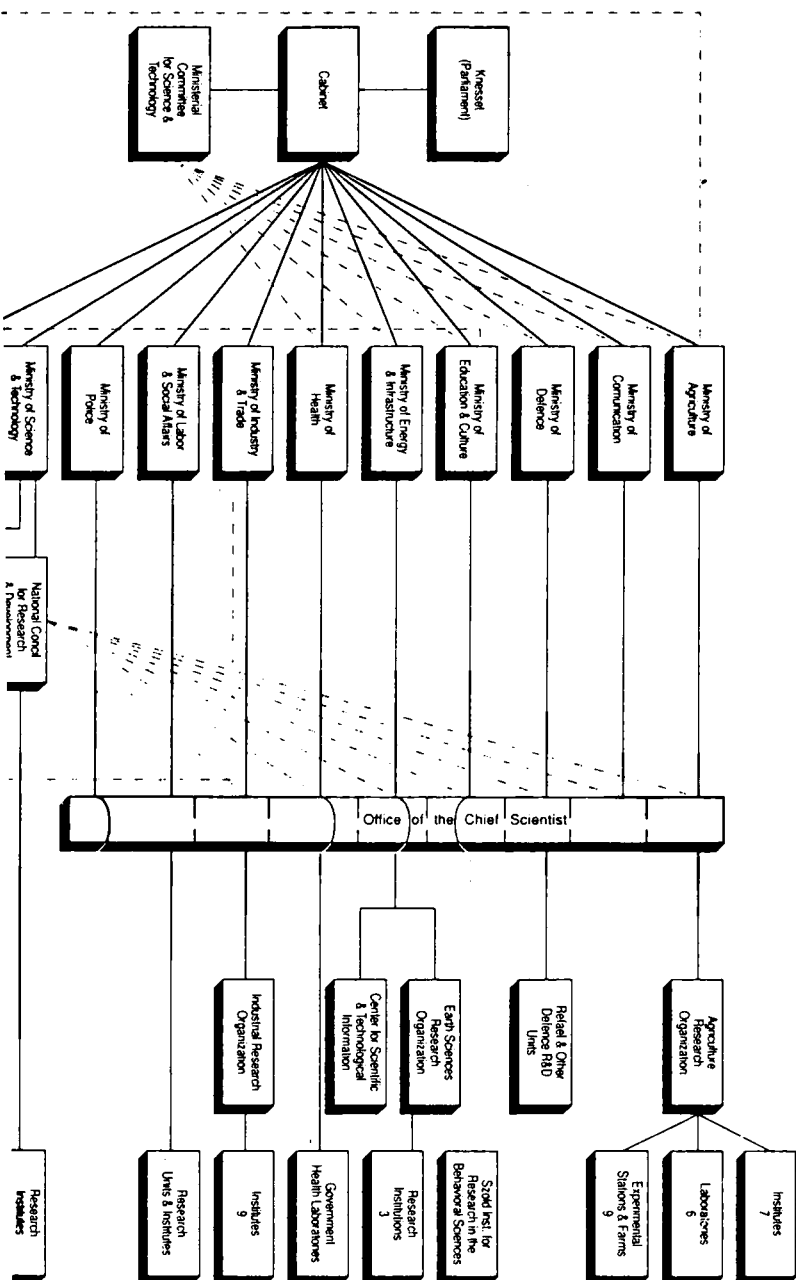 Knesset
(Parliament)
Cabinet
Ministerial
Committee
for Science &
Technology
Ministry of
Agriculture
Ministry of
Comunication
Ministry of
Defence
Ministry of
Education & Culture
Ministry of Energy
& Infrastructure
Ministry of
Health
Ministry of Industry
& Trade
Ministry of Labor
& Social Affairs
Ministry of
Police
Ministry of Science
& Technology
National Concil
for Research
& Development
Office of the Chief Scientist
Agriculture
Research
Organization
Refael & Other
Defence R&D
Units
Earth Sciences
Research
Organization
Center for Scientific
& Technological
Information
Industrial Research
Organization
Institutes
7
Laboratories
6
Experimental
Stations & Farms
9
Szold Inst. for
Research in the
Behavioral Sciences
Research
Institutions
3
Government
Health Laboratories
Institutes
9
Research
Units & Institutes
Research
Institutes